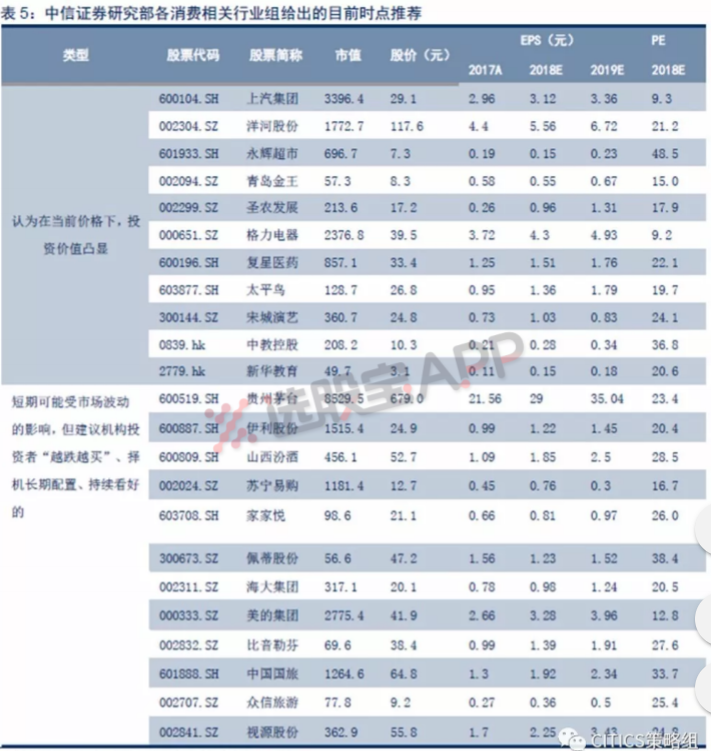 表 5：中信证券研究部各消费相关行业组给出的目前时点推荐
类型 股票代码 股票简称 市值 股价（元） EPS（元） PE
2017A 2018E 2019E 2018E
认为在当前价格下，投
资价值凸显
600104.SH 上汽集团 3396.4 29.1 2.96 3.12 3.36 9.3
002304.SZ 洋河股份 1772.7 117.6 4.4 5.56 6.72 21.2
601933.SH 永辉超市 696.7 7.3 0.19 0.15 0.23 48.5
002094.SZ 青岛金王 57.3 8.3 0.58 0.55 0.67 15.0
002299.SZ 圣农发展 213.6 17.2 0.26 0.96 1.31 17.9
000651.SZ 格力电器 2376.8 39.5 3.72 4.3 4.93 9.2
600196.SH 复星医药 857.1 33.4 1.25 1.51 1.76 22.1
603877.SH 太平鸟 128.7 26.8 0.95 1.36 1.79 19.7
300144.SZ 宋城演艺 360.7 24.8 0.73 1.03 0.83 24.1
0839.hk 中教控股 208.2 10.3 0.21 0.28 0.34 36.8
2779.hk 新华教育 49.7 3.1 0.11 0.15 0.18 20.6
短期可能受市场波动
的影响，但建议机构投
资者“越跌越买”、择
机长期配置、持续看好
的
600519.SH 贵州茅台 8529.5 679.0 21.56 29 35.04 23.4
600887.SH 伊利股份 1515.4 24.9 0.99 1.22 1.45 20.4
600809.SH 山西汾酒 456.1 52.7 1.09 1.85 2.5 28.5
002024.SZ 苏宁易购 1181.4 12.7 0.45 0.76 0.3 16.7
603708.SH 家家悦 98.6 21.1 0.66 0.81 0.97 26.0
300673.SZ 佩蒂股份 56.6 47.2 1.56 1.23 1.52 38.4
002311.SZ 海大集团 317.1 20.1 0.78 0.98 1.24 20.5
000333.SZ 美的集团 2775.4 41.9 2.66 3.28 3.96 12.8
002832.SZ 比音勒芬 69.6 38.4 0.99 1.39 1.91 27.6
601888.SH 中国国旅 1264.6 64.8 1.3 1.92 2.34 33.7
002707.SZ 众信旅游 77.8 9.2 0.27 0.36 0.5 25.4
002841.SZ 视源股份 362.9 55.8 1.7 2.25
选股宝APP
CITICS策略组